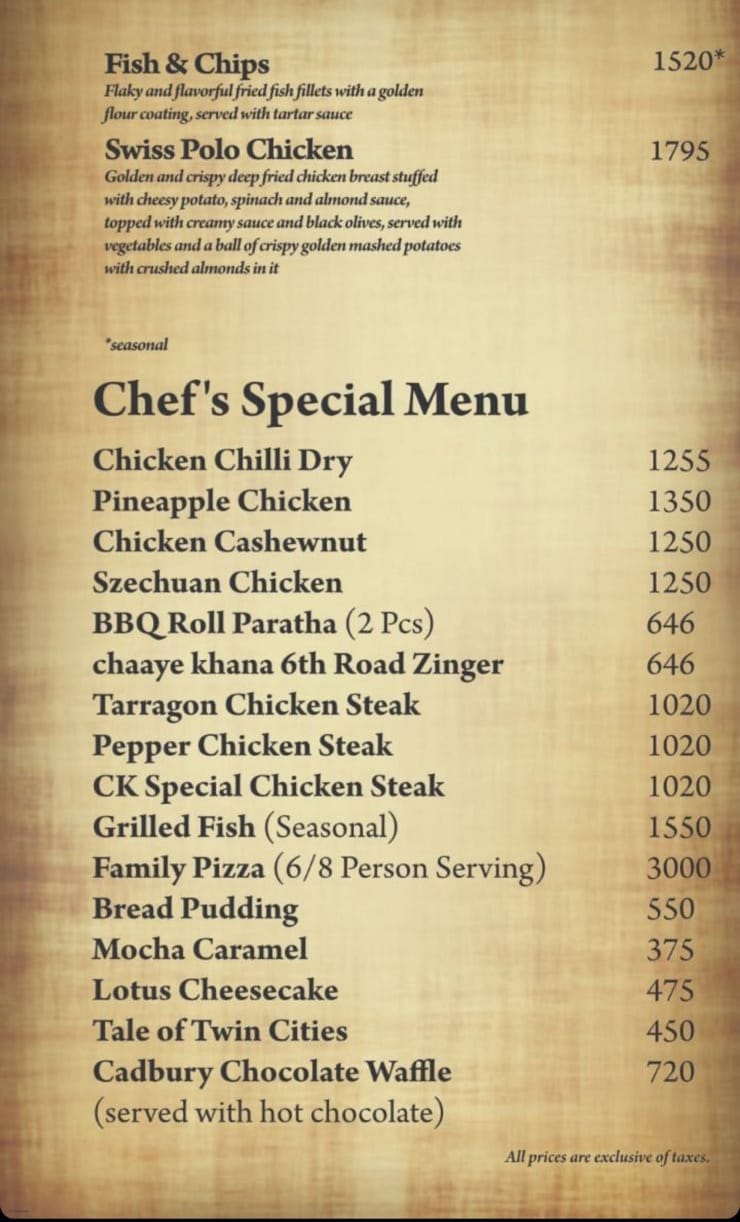 Fish & Chips 1520*
Flaky and flavorful fried fish fillets with a golden
flour coating, served with tartar sauce
Swiss Polo Chicken 1795
Golden and crispy deep fried chicken breast stuffed
with cheesy potato, spinach and almond sauce,
topped with creamy sauce and black olives, served with
vegetables and a ball of crispy golden mashed potatoes
with crushed almonds in it
*seasonal
Chef's Special Menu
Chicken Chilli Dry 1255
Pineapple Chicken 1350
Chicken Cashewnut 1250
Szechuan Chicken 1250
BBQ Roll Paratha (2 Pcs) 646
chaaye khana 6th Road Zinger 646
Tarragon Chicken Steak 1020
Pepper Chicken Steak 1020
CK Special Chicken Steak 1020
Grilled Fish (Seasonal) 1550
Family Pizza (6/8 Person Serving) 3000
Bread Pudding 550
Mocha Caramel 375
Lotus Cheesecake 475
Tale of Twin Cities 450
Cadbury Chocolate Waffle 720
(served with hot chocolate)
All prices are exclusive of taxes.